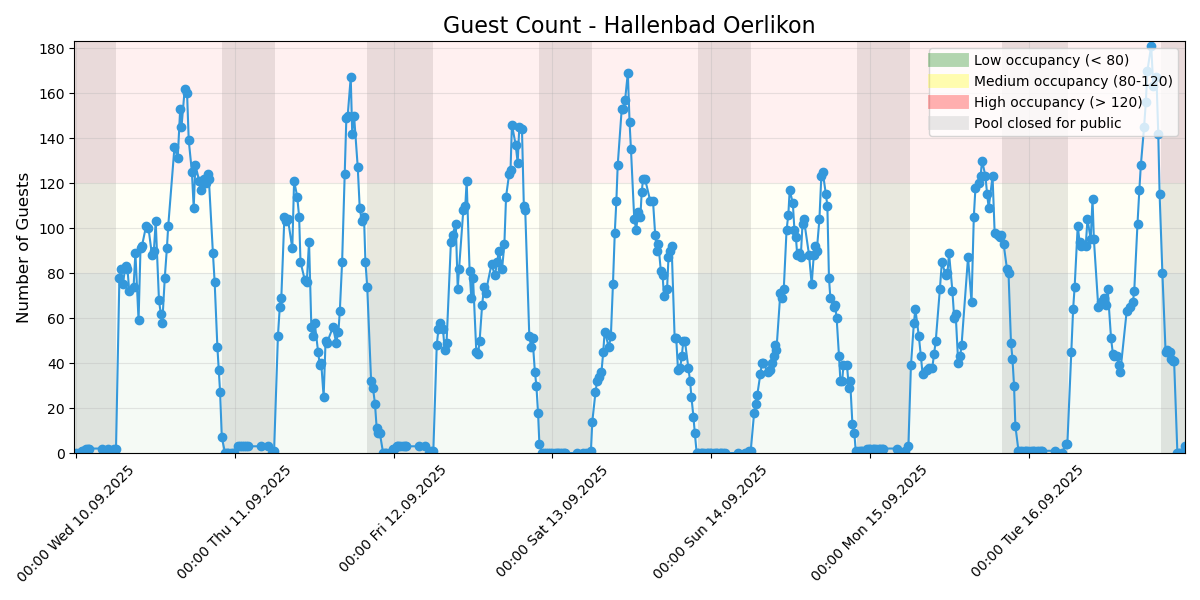 Guest Count - Hallenbad Oerlikon
Number of Guests
180
160
140
120
100
80
60
40
20
0
Low occupancy (< 80)
Medium occupancy (80-120)
High occupancy (> 120)
Pool closed for public
00:00 Wed 10.09.2025
00:00 Thu 11.09.2025
00:00 Fri 12.09.2025
00:00 Sat 13.09.2025
00:00 Sun 14.09.2025
00:00 Mon 15.09.2025
00:00 Tue 16.09.2025